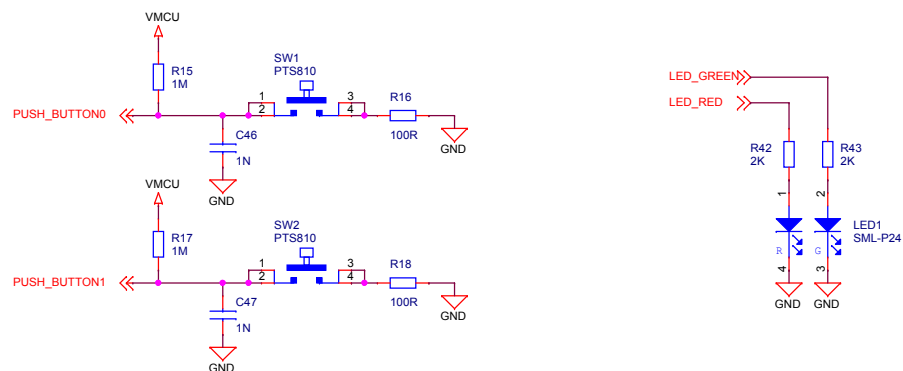 VMCU
R15
1M
SW1
PTS810
PUSH_BUTTON0
1
2
3
4
R16
100R
C46
1N
GND
GND
VMCU
R17
1M
SW2
PTS810
PUSH_BUTTON1
1
2
3
4
R18
100R
C47
1N
GND
GND
LED_GREEN
LED_RED
R42
2K
R43
2K
1
2
R
G
LED1
SML-P24
4
3
GND
GND